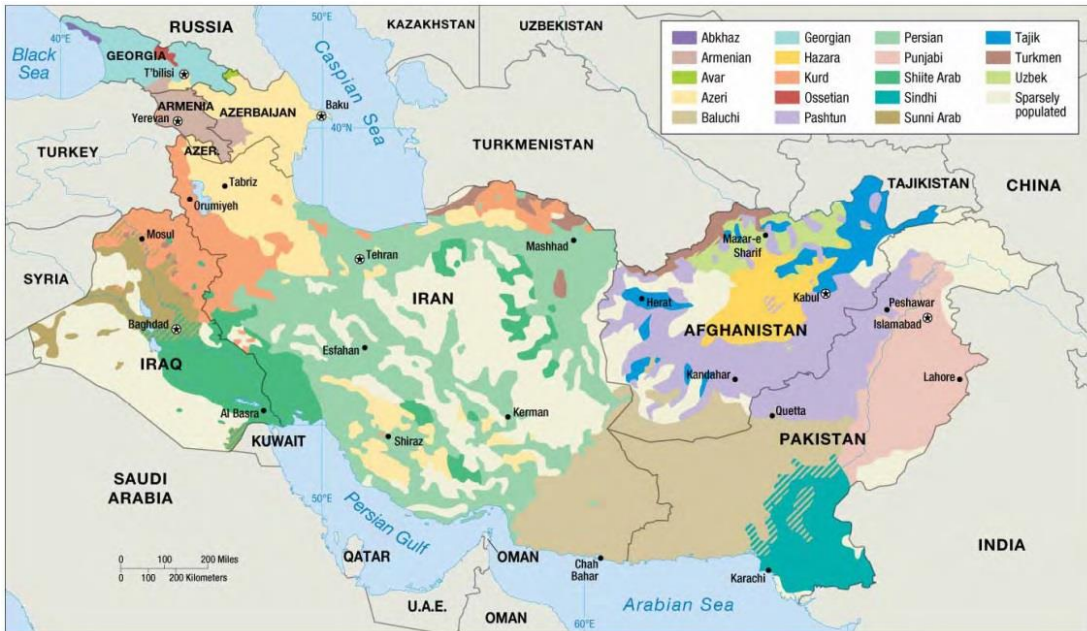 50°E
RUSSIA
KAZAKHSTAN
UZBEKISTAN
Black
Sea
40°E
GEORGIA
T'bilisi
Caspian Sea
Abkhaz
Armenian
Avar
Azeri
Baluchi
Georgian
Hazara
Kurd
Ossetian
Pashtun
Persian
Punjabi
Shiite Arab
Sindhi
Sunni Arab
Tajik
Turkmen
Uzbek
Sparsely
populated
ARMENIA
Yerevan
AZERBAIJAN
Baku
40°N
AZER.
TURKEY
TURKMENISTAN
TAJIKISTAN
CHINA
Tabriz
Orumiyeh
Mosul
Tehran
Mashhad
Mazar-e
Sharif
SYRIA
IRAN
Herat
Kabul
Peshawar
Islamabad
AFGHANISTAN
Baghdad
IRAQ
Esfahan
Kandahar
Lahore
Al Basra
Kerman
Quetta
KUWAIT
Shiraz
PAKISTAN
SAUDI
ARABIA
Persian Gulf
50°E
QATAR
OMAN
Chah
Bahar
Karachi
INDIA
0 100 200 Miles
0 100 200 Kilometers
U.A.E.
OMAN
60°E
Arabian Sea